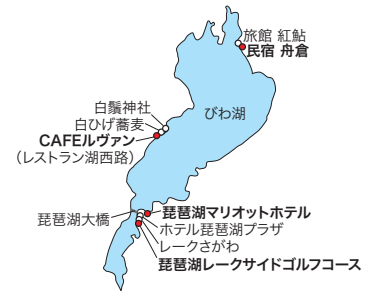 旅館 紅鮎
民宿 舟倉
びわ湖
白鬚神社
白ひげ蕎麦
CAFEルヴァン
（レストラン湖西路）
琵琶湖大橋
琵琶湖マリオットホテル
ホテル琵琶湖プラザ
レークさがわ
琵琶湖レークサイドゴルフコース